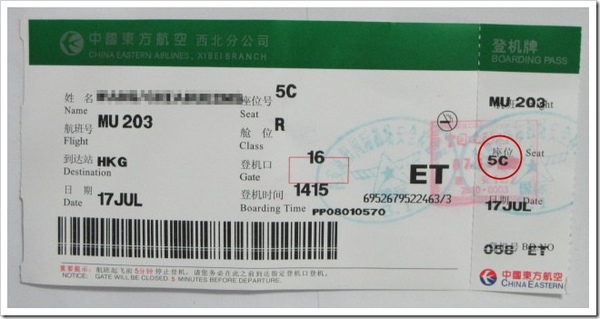 中國東方航空 西北分公司
CHINA EASTERN AIRLINES, XIBEI BRANCH
登机牌
BOARDING PASS
姓名
Name
座位号 5C
Seat
航班号 MU 203
Flight
舱位 R
Class
到达站 HKG
Destination
登机口 16
Gate
日期 17JUL
Date
登机时间 1415
Boarding Time
ET
6952679522463/3
PP08010570
重要提示：航班起飞前5分钟停止登机。请您务必在此之前到达指定登机口登机。
NOTICE: GATE WILL BE CLOSED 5 MINUTES BEFORE DEPARTURE.
MU 203
座位 Seat
5C
17JUL
日期 Date
058 ET
中國東方航空
CHINA EASTERN